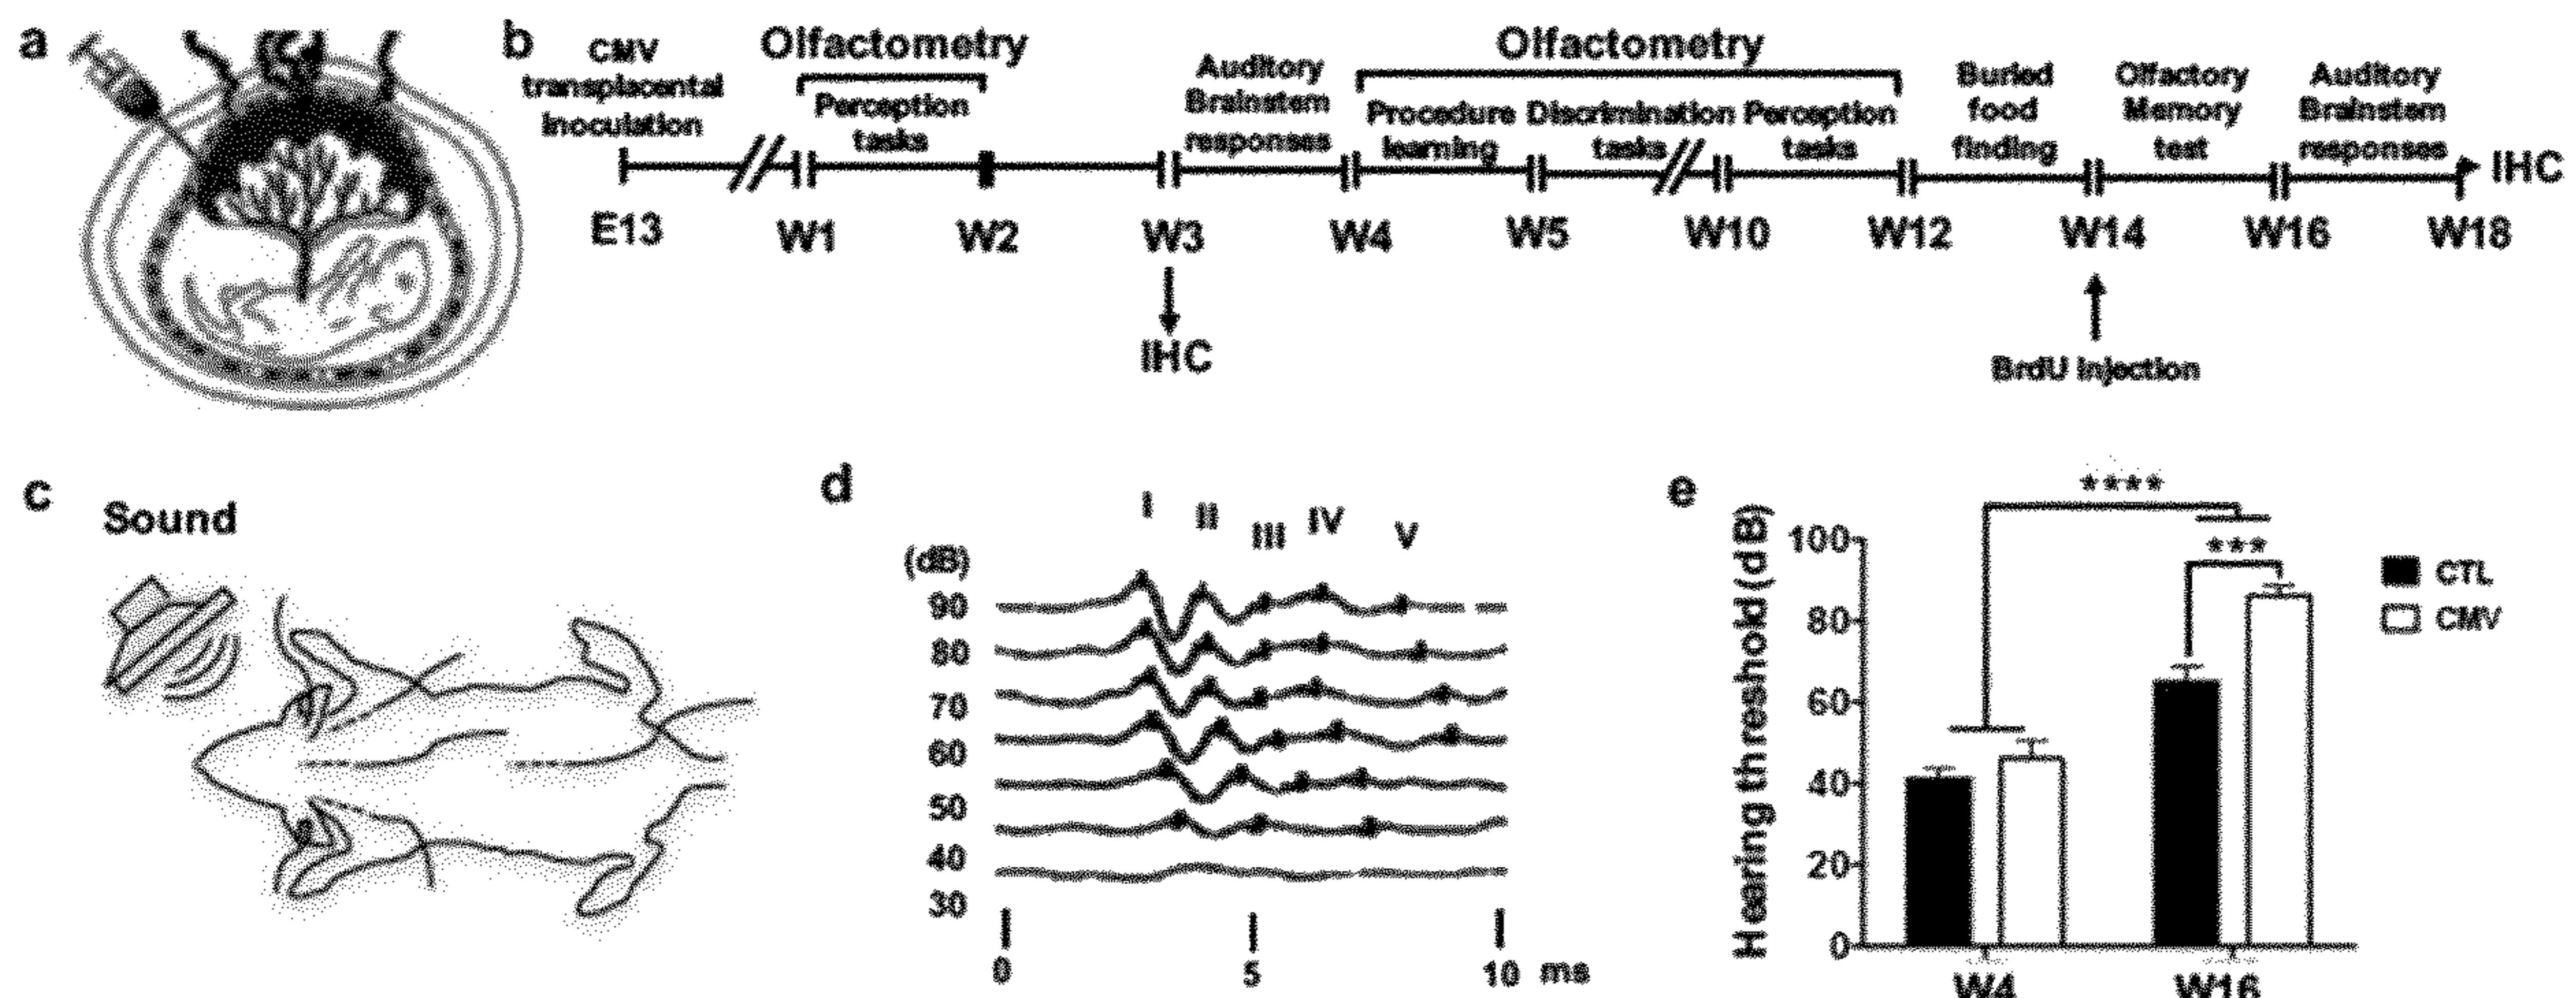 a
b
CMV
transplacental
Inoculation
Olfactometry
Perception
tasks
Auditory
Brainstem
responses
Olfactometry
Procedure
learning
Discrimination
tasks
Perception
tasks
Buried
food
finding
Olfactory
Memory
test
Auditory
Brainstem
responses
IHC
E13 W1 W2 W3 W4 W5 W10 W12 W14 W16 W18
IHC
BrdU Injection
c
Sound
d
I II III IV V
(dB)
90
80
70
60
50
40
30
0 5 10 ms
e
****
***
Hearing threshold (dB)
100
80
60
40
20
0
W4 W16
CTL
CMV